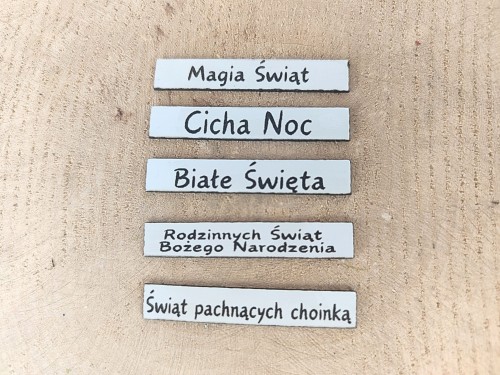 Magia Świąt
Cicha Noc
Białe Święta
Rodzinnych Świąt
Bożego Narodzenia
Świąt pachnących choinką